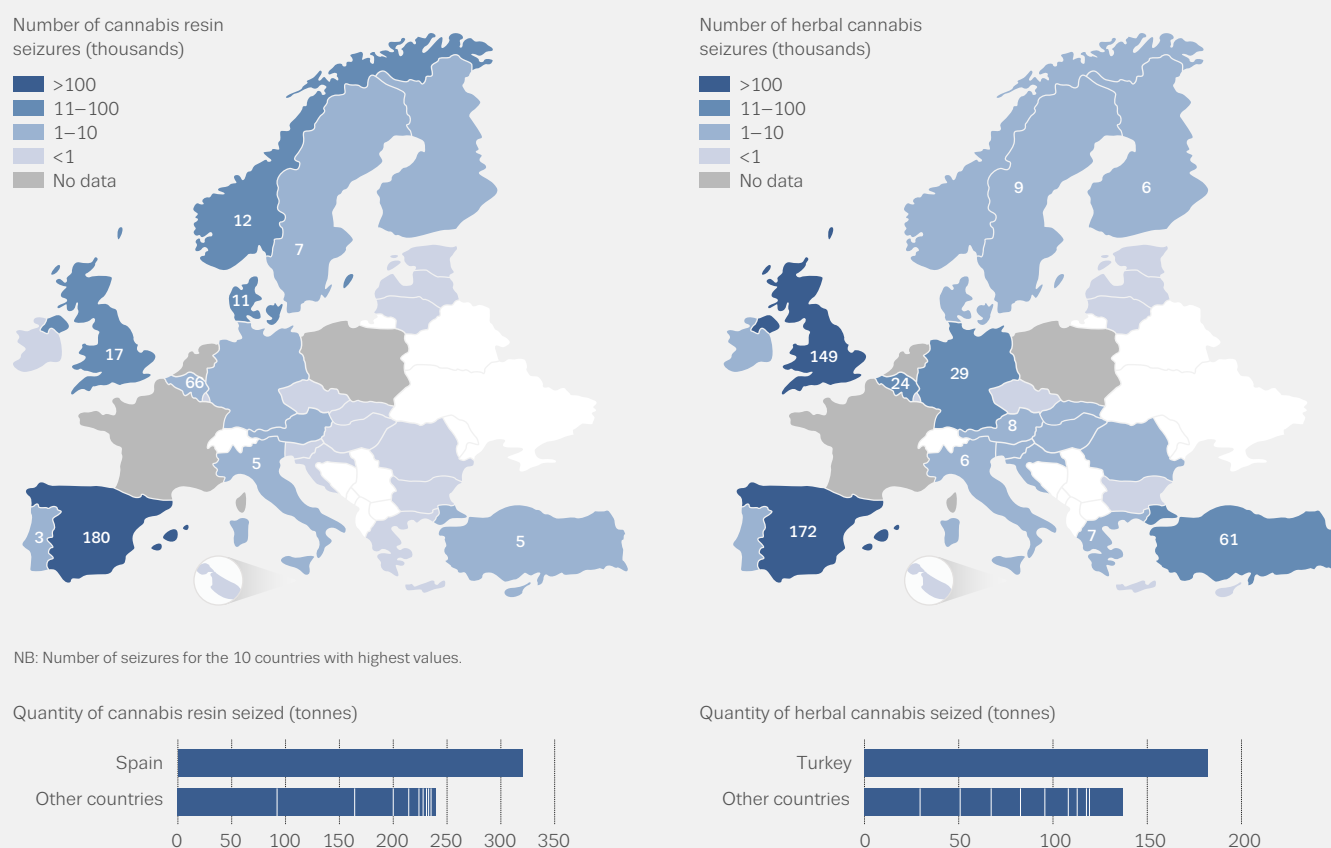 Number of cannabis resin
seizures (thousands)
>100
11–100
1–10
<1
No data
12
7
11
17
66
5
3
180
5
Number of herbal cannabis
seizures (thousands)
>100
11–100
1–10
<1
No data
9
6
149
24
29
8
6
172
7
61
NB: Number of seizures for the 10 countries with highest values.
Quantity of cannabis resin seized (tonnes)
Spain
Other countries
0 50 100 150 200 250 300 350
Quantity of herbal cannabis seized (tonnes)
Turkey
Other countries
0 50 100 150 200